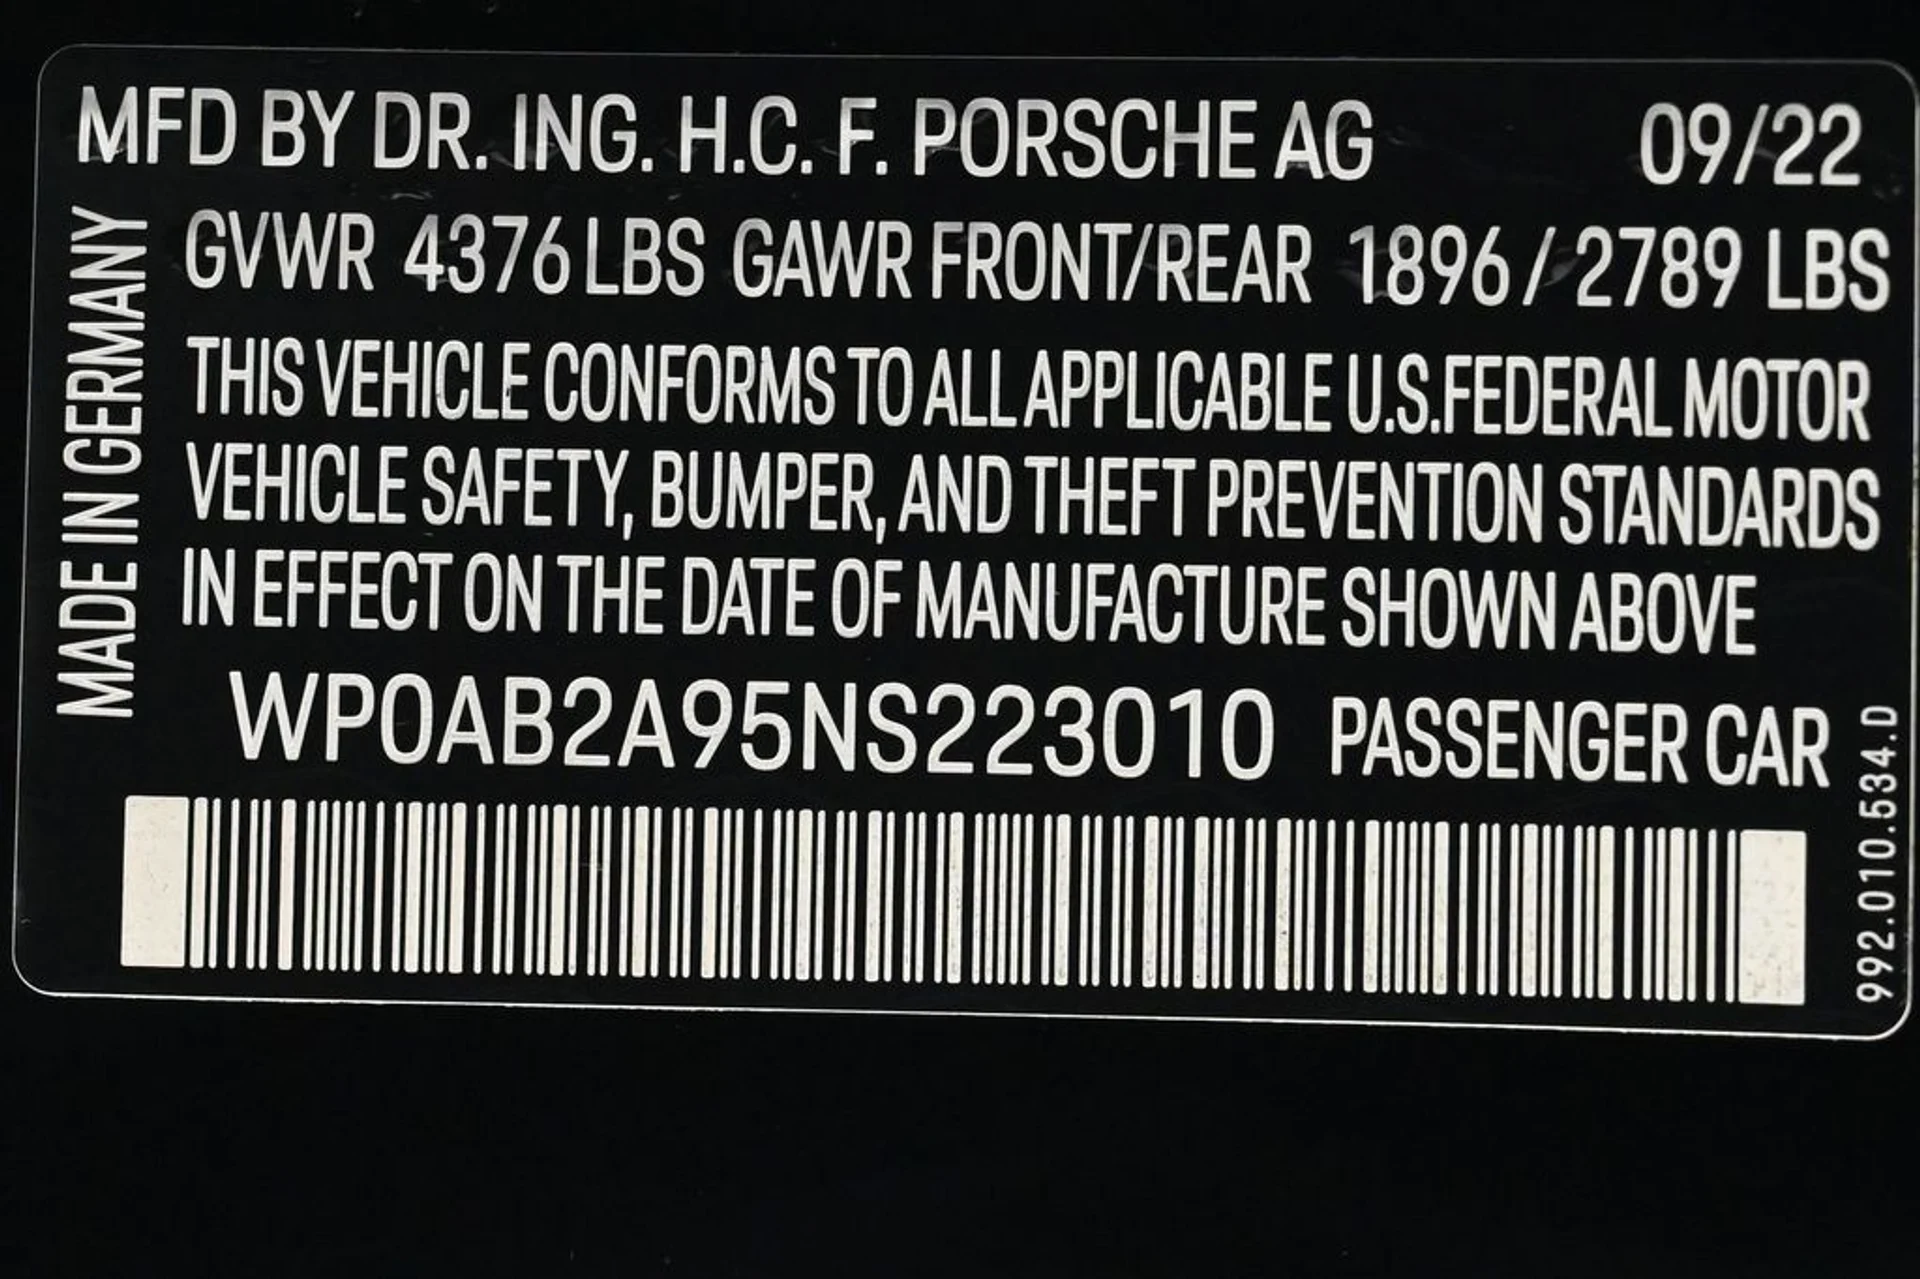 MFD BY DR. ING. H.C. F. PORSCHE AG 09/22
GVWR 4376 LBS GAWR FRONT/REAR 1896 / 2789 LBS
THIS VEHICLE CONFORMS TO ALL APPLICABLE U.S.FEDERAL MOTOR
VEHICLE SAFETY, BUMPER, AND THEFT PREVENTION STANDARDS
IN EFFECT ON THE DATE OF MANUFACTURE SHOWN ABOVE
WP0AB2A95NS223010 PASSENGER CAR
MADE IN GERMANY
992.010.534.D